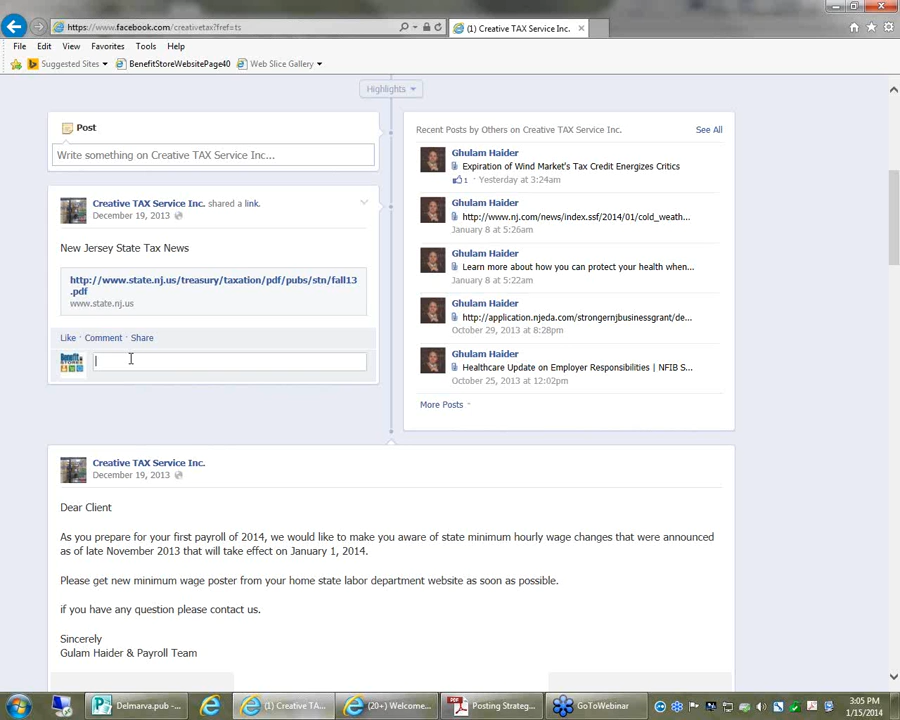 https://www.facebook.com/creativetax?fref=ts
(1) Creative TAX Service Inc.
File Edit View Favorites Tools Help
Suggested Sites BenefitStoreWebsitePage40 Web Slice Gallery
Highlights
Post
Write something on Creative TAX Service Inc...
Creative TAX Service Inc. shared a link.
December 19, 2013
New Jersey State Tax News
http://www.state.nj.us/treasury/taxation/pdf/pubs/stn/fall13
.pdf
www.state.nj.us
Like · Comment · Share
Recent Posts by Others on Creative TAX Service Inc. See All
Ghulam Haider
Expiration of Wind Market's Tax Credit Energizes Critics
1 · Yesterday at 3:24am
Ghulam Haider
http://www.nj.com/news/index.ssf/2014/01/cold_weath...
January 8 at 5:26am
Ghulam Haider
Learn more about how you can protect your health when...
January 8 at 5:22am
Ghulam Haider
http://application.njeda.com/strongernjbusinessgrant/de...
October 29, 2013 at 8:28pm
Ghulam Haider
Healthcare Update on Employer Responsibilities | NFIB S...
October 25, 2013 at 12:02pm
More Posts
Creative TAX Service Inc.
December 19, 2013
Dear Client
As you prepare for your first payroll of 2014, we would like to make you aware of state minimum hourly wage changes that were announced
as of late November 2013 that will take effect on January 1, 2014.
Please get new minimum wage poster from your home state labor department website as soon as possible.
if you have any question please contact us.
Sincerely
Gulam Haider & Payroll Team
Delmarva.pub -... (1) Creative TA... (20+) Welcome... Posting Strateg... GoToWebinar
3:05 PM
1/15/2014